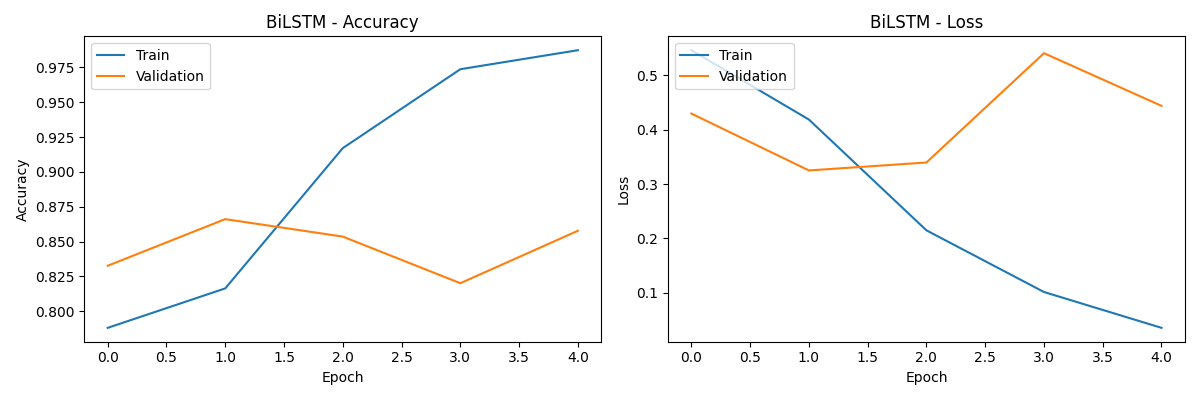 BiLSTM - Accuracy
Train
Validation
0.975
0.950
0.925
0.900
0.875
0.850
0.825
0.800
Accuracy
0.0 0.5 1.0 1.5 2.0 2.5 3.0 3.5 4.0
Epoch
BiLSTM - Loss
Train
Validation
0.5
0.4
0.3
0.2
0.1
Loss
0.0 0.5 1.0 1.5 2.0 2.5 3.0 3.5 4.0
Epoch